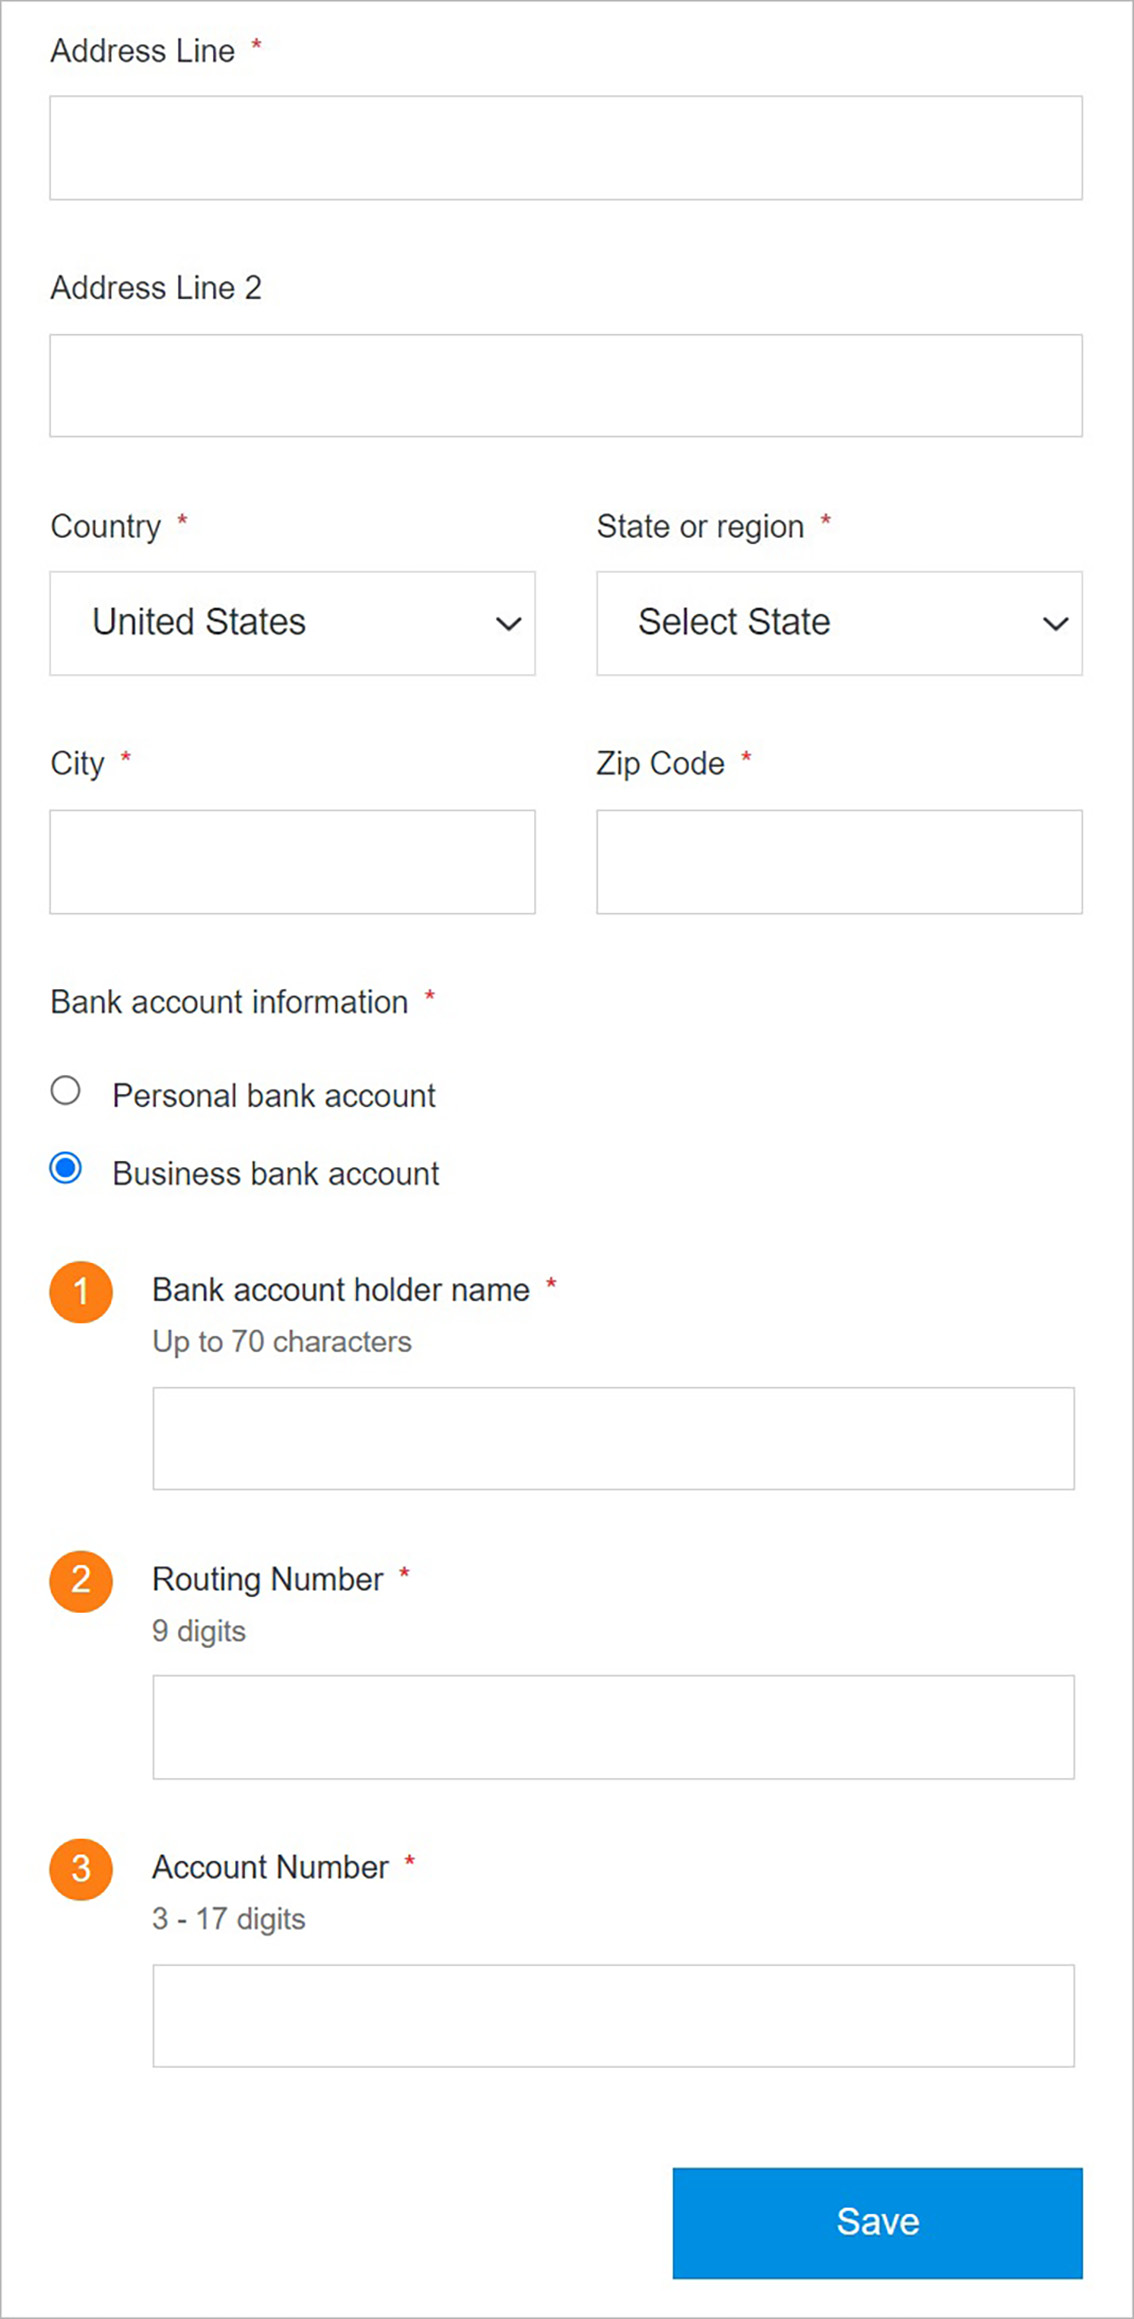 Address Line *
Address Line 2
Country * State or region *
United States Select State
City * Zip Code *
Bank account information *
Personal bank account
Business bank account
1 Bank account holder name *
Up to 70 characters
2 Routing Number *
9 digits
3 Account Number *
3 - 17 digits
Save